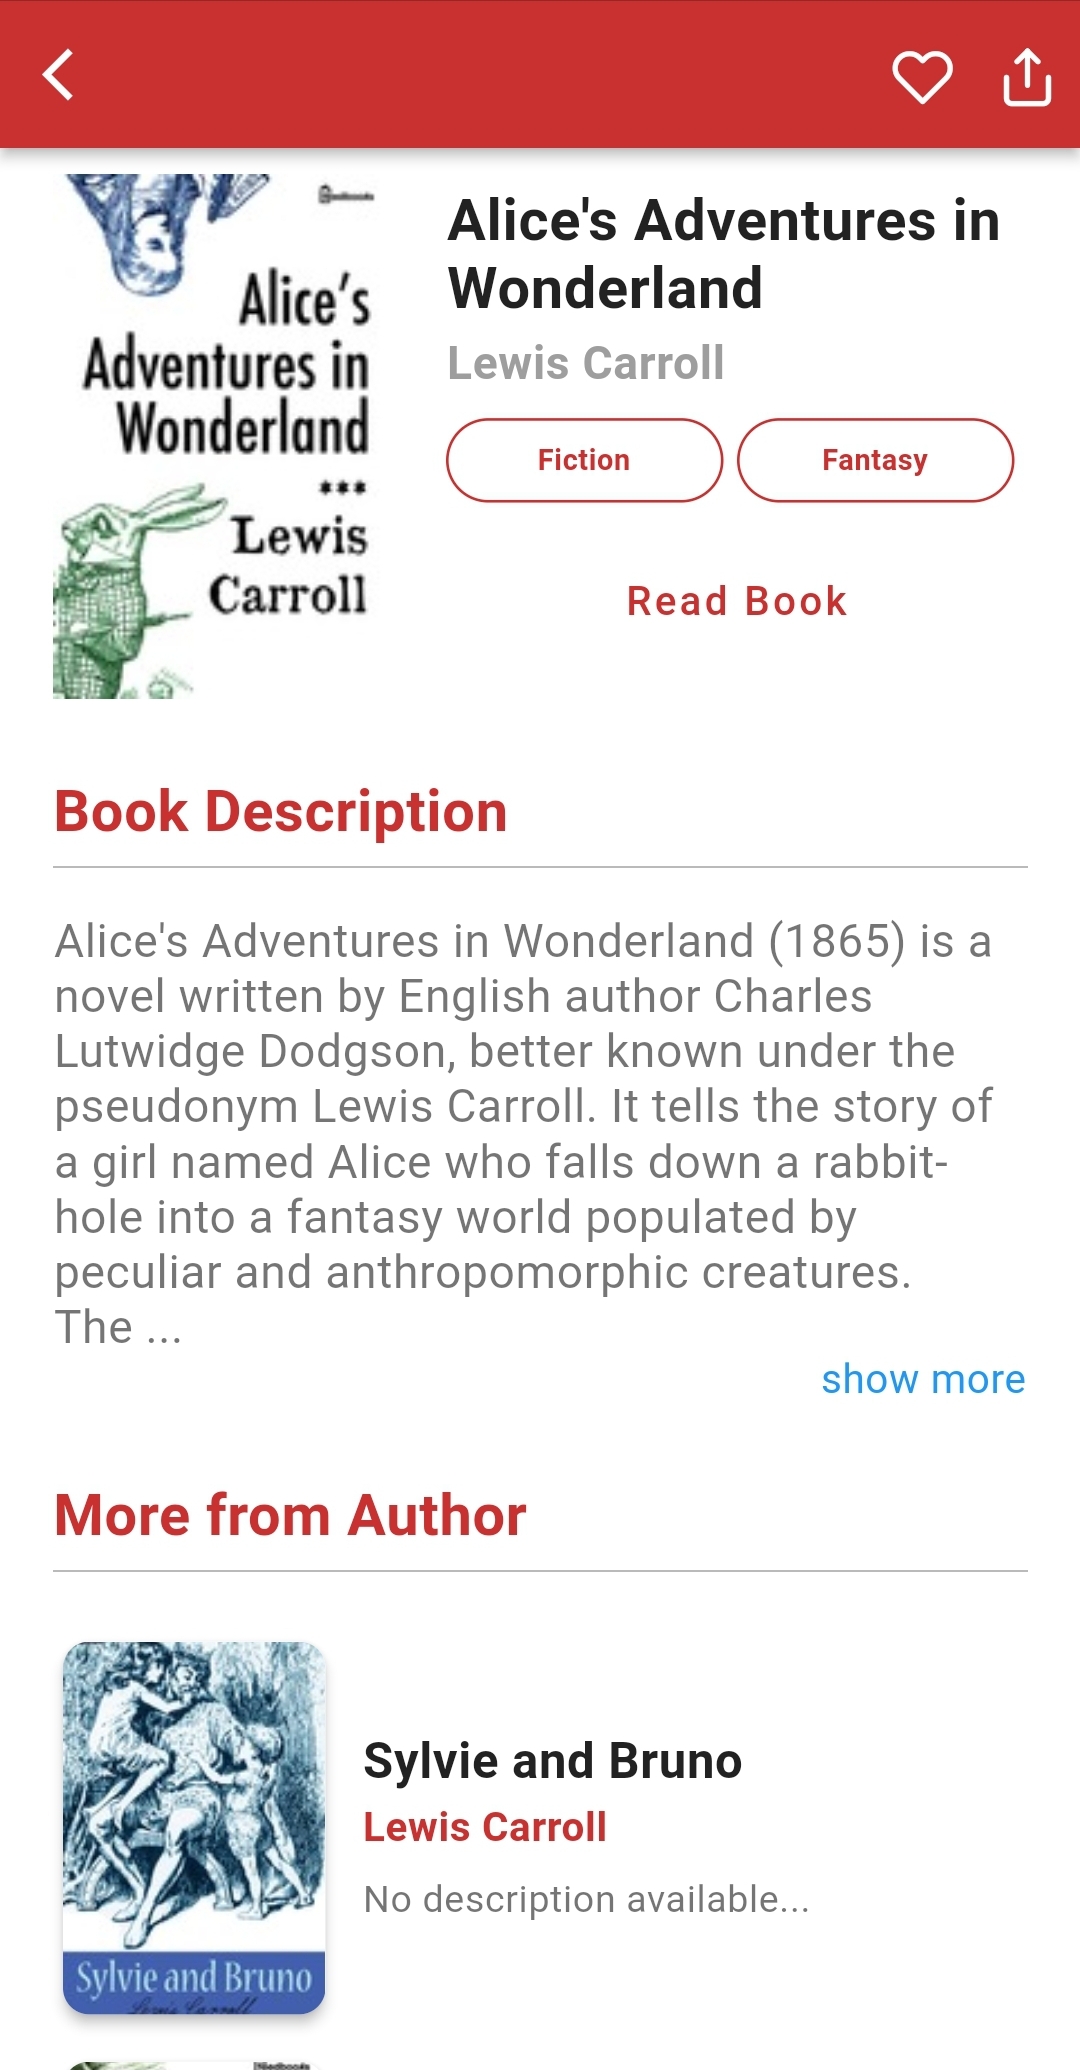 Alice's
Adventures in
Wonderland
***
Lewis
Carroll
Alice's Adventures in
Wonderland
Lewis Carroll
Fiction
Fantasy
Read Book
Book Description
Alice's Adventures in Wonderland (1865) is a
novel written by English author Charles
Lutwidge Dodgson, better known under the
pseudonym Lewis Carroll. It tells the story of
a girl named Alice who falls down a rabbit-
hole into a fantasy world populated by
peculiar and anthropomorphic creatures.
The ...
show more
More from Author
Sylvie and Bruno
Lewis Carroll
Sylvie and Bruno
Lewis Carroll
No description available...